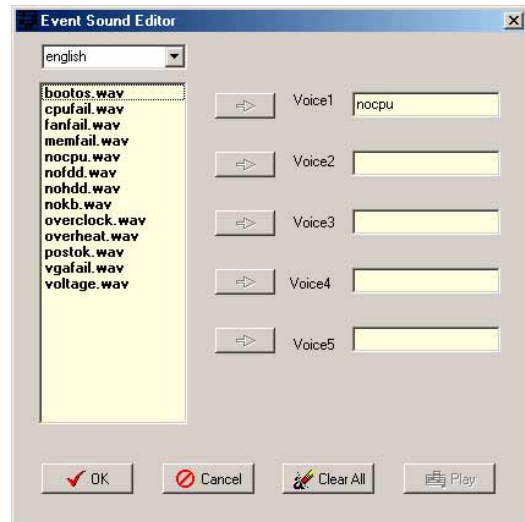 Event Sound Editor
english
bootos.wav
cpufail.wav
fanfail.wav
memfail.wav
nocpu.wav
nofdd.wav
nohdd.wav
nokb.wav
overclock.wav
overheat.wav
postok.wav
vgafail.wav
voltage.wav
Voice1 nocpu
Voice2
Voice3
Voice4
Voice5
OK Cancel Clear All Play